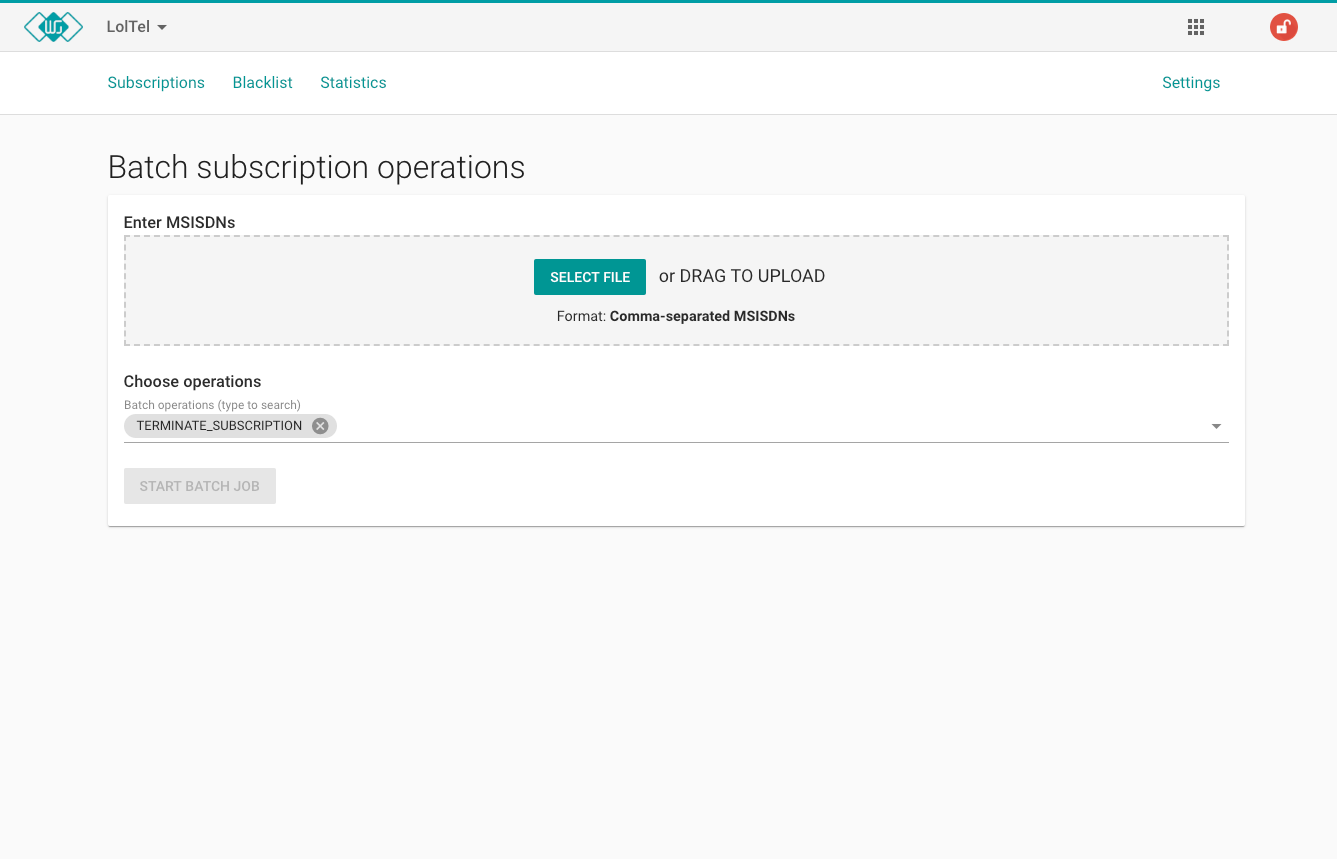 LolTel
Subscriptions Blacklist Statistics Settings
Batch subscription operations
Enter MSISDNs
SELECT FILE or DRAG TO UPLOAD
Format: Comma-separated MSISDNs
Choose operations
Batch operations (type to search)
TERMINATE_SUBSCRIPTION
START BATCH JOB